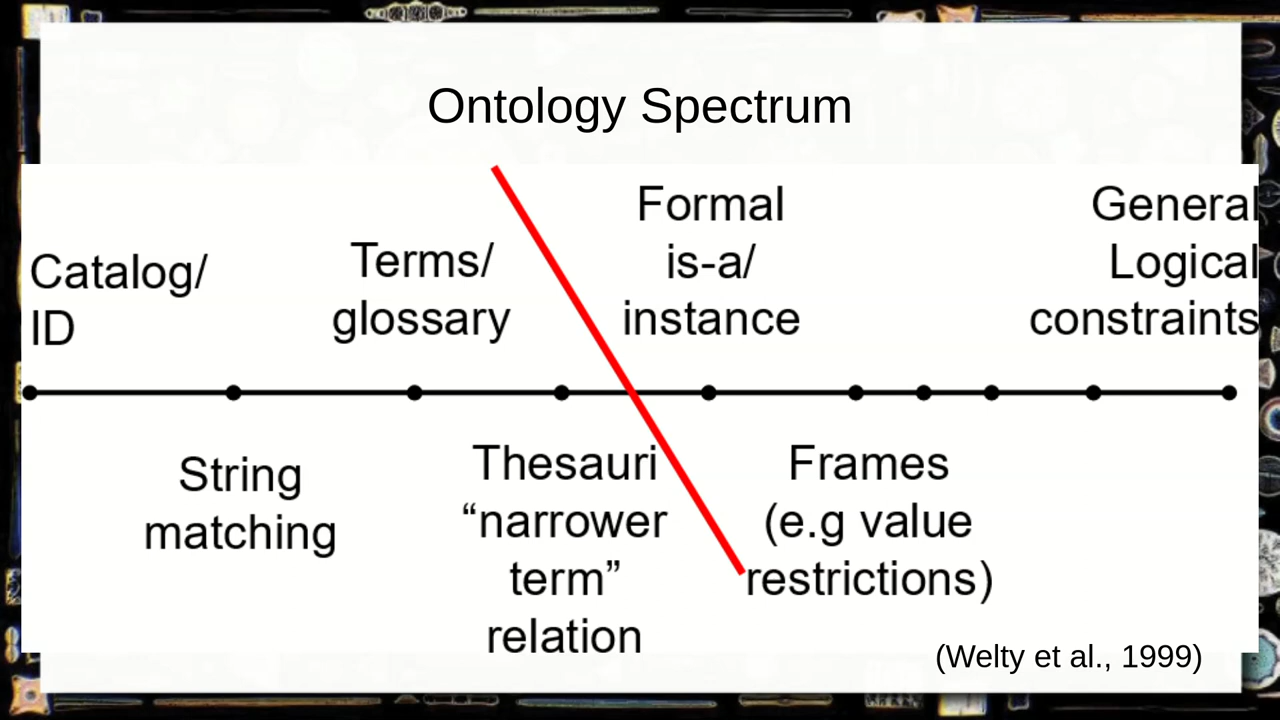 Ontology Spectrum
Catalog/
ID
Terms/
glossary
Formal
is-a/
instance
General
Logical
constraints
String
matching
Thesauri
“narrower
term”
relation
Frames
(e.g value
restrictions)
(Welty et al., 1999)